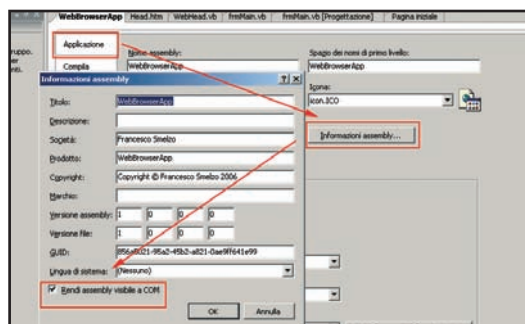 WebBrowserApp Head.htm WebHead.vb frmMain.vb frmMain.vb [Progettazione] Pagina iniziale
ruppo.
er
enti.
Applicazione
Compila
Nome assembly:
Spazio dei nomi di primo livello:
WebBrowserApp
WebBrowserApp
Icona:
icon.ICO
Informazioni assembly...
Informazioni assembly
Titolo: WebBrowserApp
Descrizione:
Società: Francesco Smelzo
Prodotto: WebBrowserApp
Copyright: Copyright © Francesco Smelzo 2006
Marchio:
Versione assembly: 1 0 0 0
Versione file: 1 0 0 0
GUID:
Lingua di sistema: (Nessuno)
Rendi assembly visibile a COM
OK Annulla